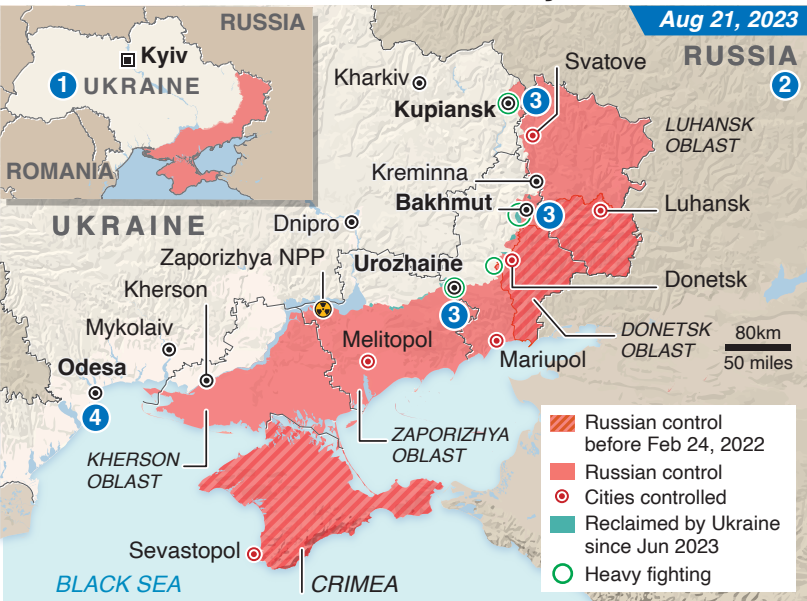 Aug 21, 2023
RUSSIA
Kyiv
1
UKRAINE
ROMANIA
RUSSIA
2
Svatove
Kharkiv
Kupiansk
3
LUHANSK
OBLAST
Kreminna
Bakhmut
3
Luhansk
UKRAINE
Dnipro
Zaporizhya NPP
Urozhaine
Kherson
Donetsk
3
Mykolaiv
Melitopol
DONETSK
OBLAST
80km
50 miles
Mariupol
Odesa
4
KHERSON
OBLAST
ZAPORIZHYA
OBLAST
Sevastopol
BLACK SEA
CRIMEA
Russian control
before Feb 24, 2022
Russian control
Cities controlled
Reclaimed by Ukraine
since Jun 2023
Heavy fighting